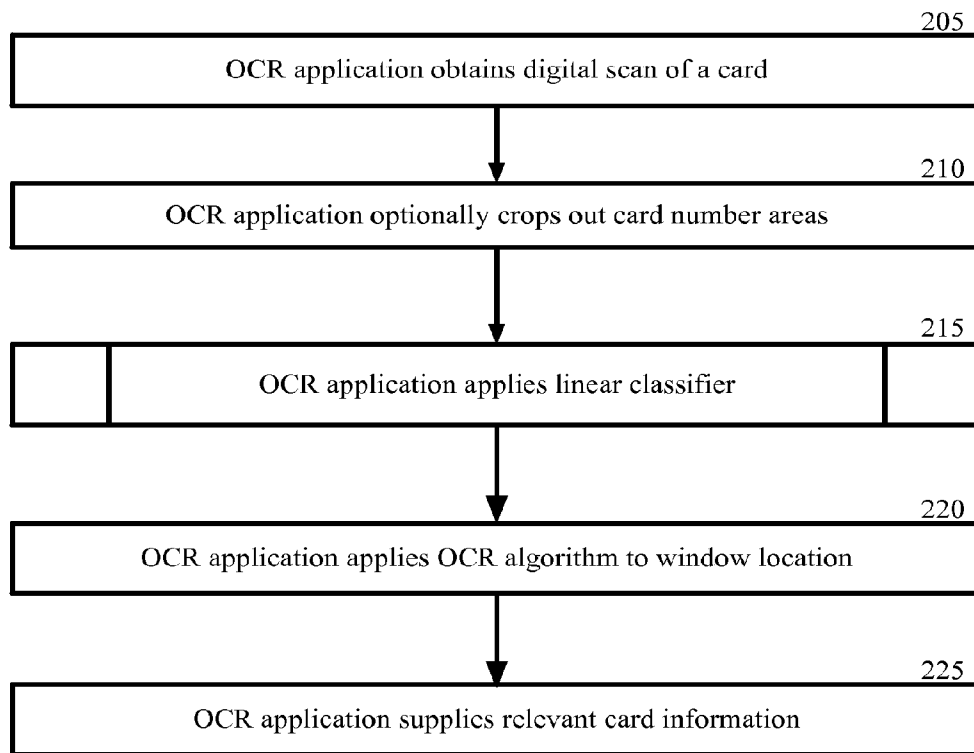 205
OCR application obtains digital scan of a card
210
OCR application optionally crops out card number areas
215
OCR application applies linear classifier
220
OCR application applies OCR algorithm to window location
225
OCR application supplies relevant card information